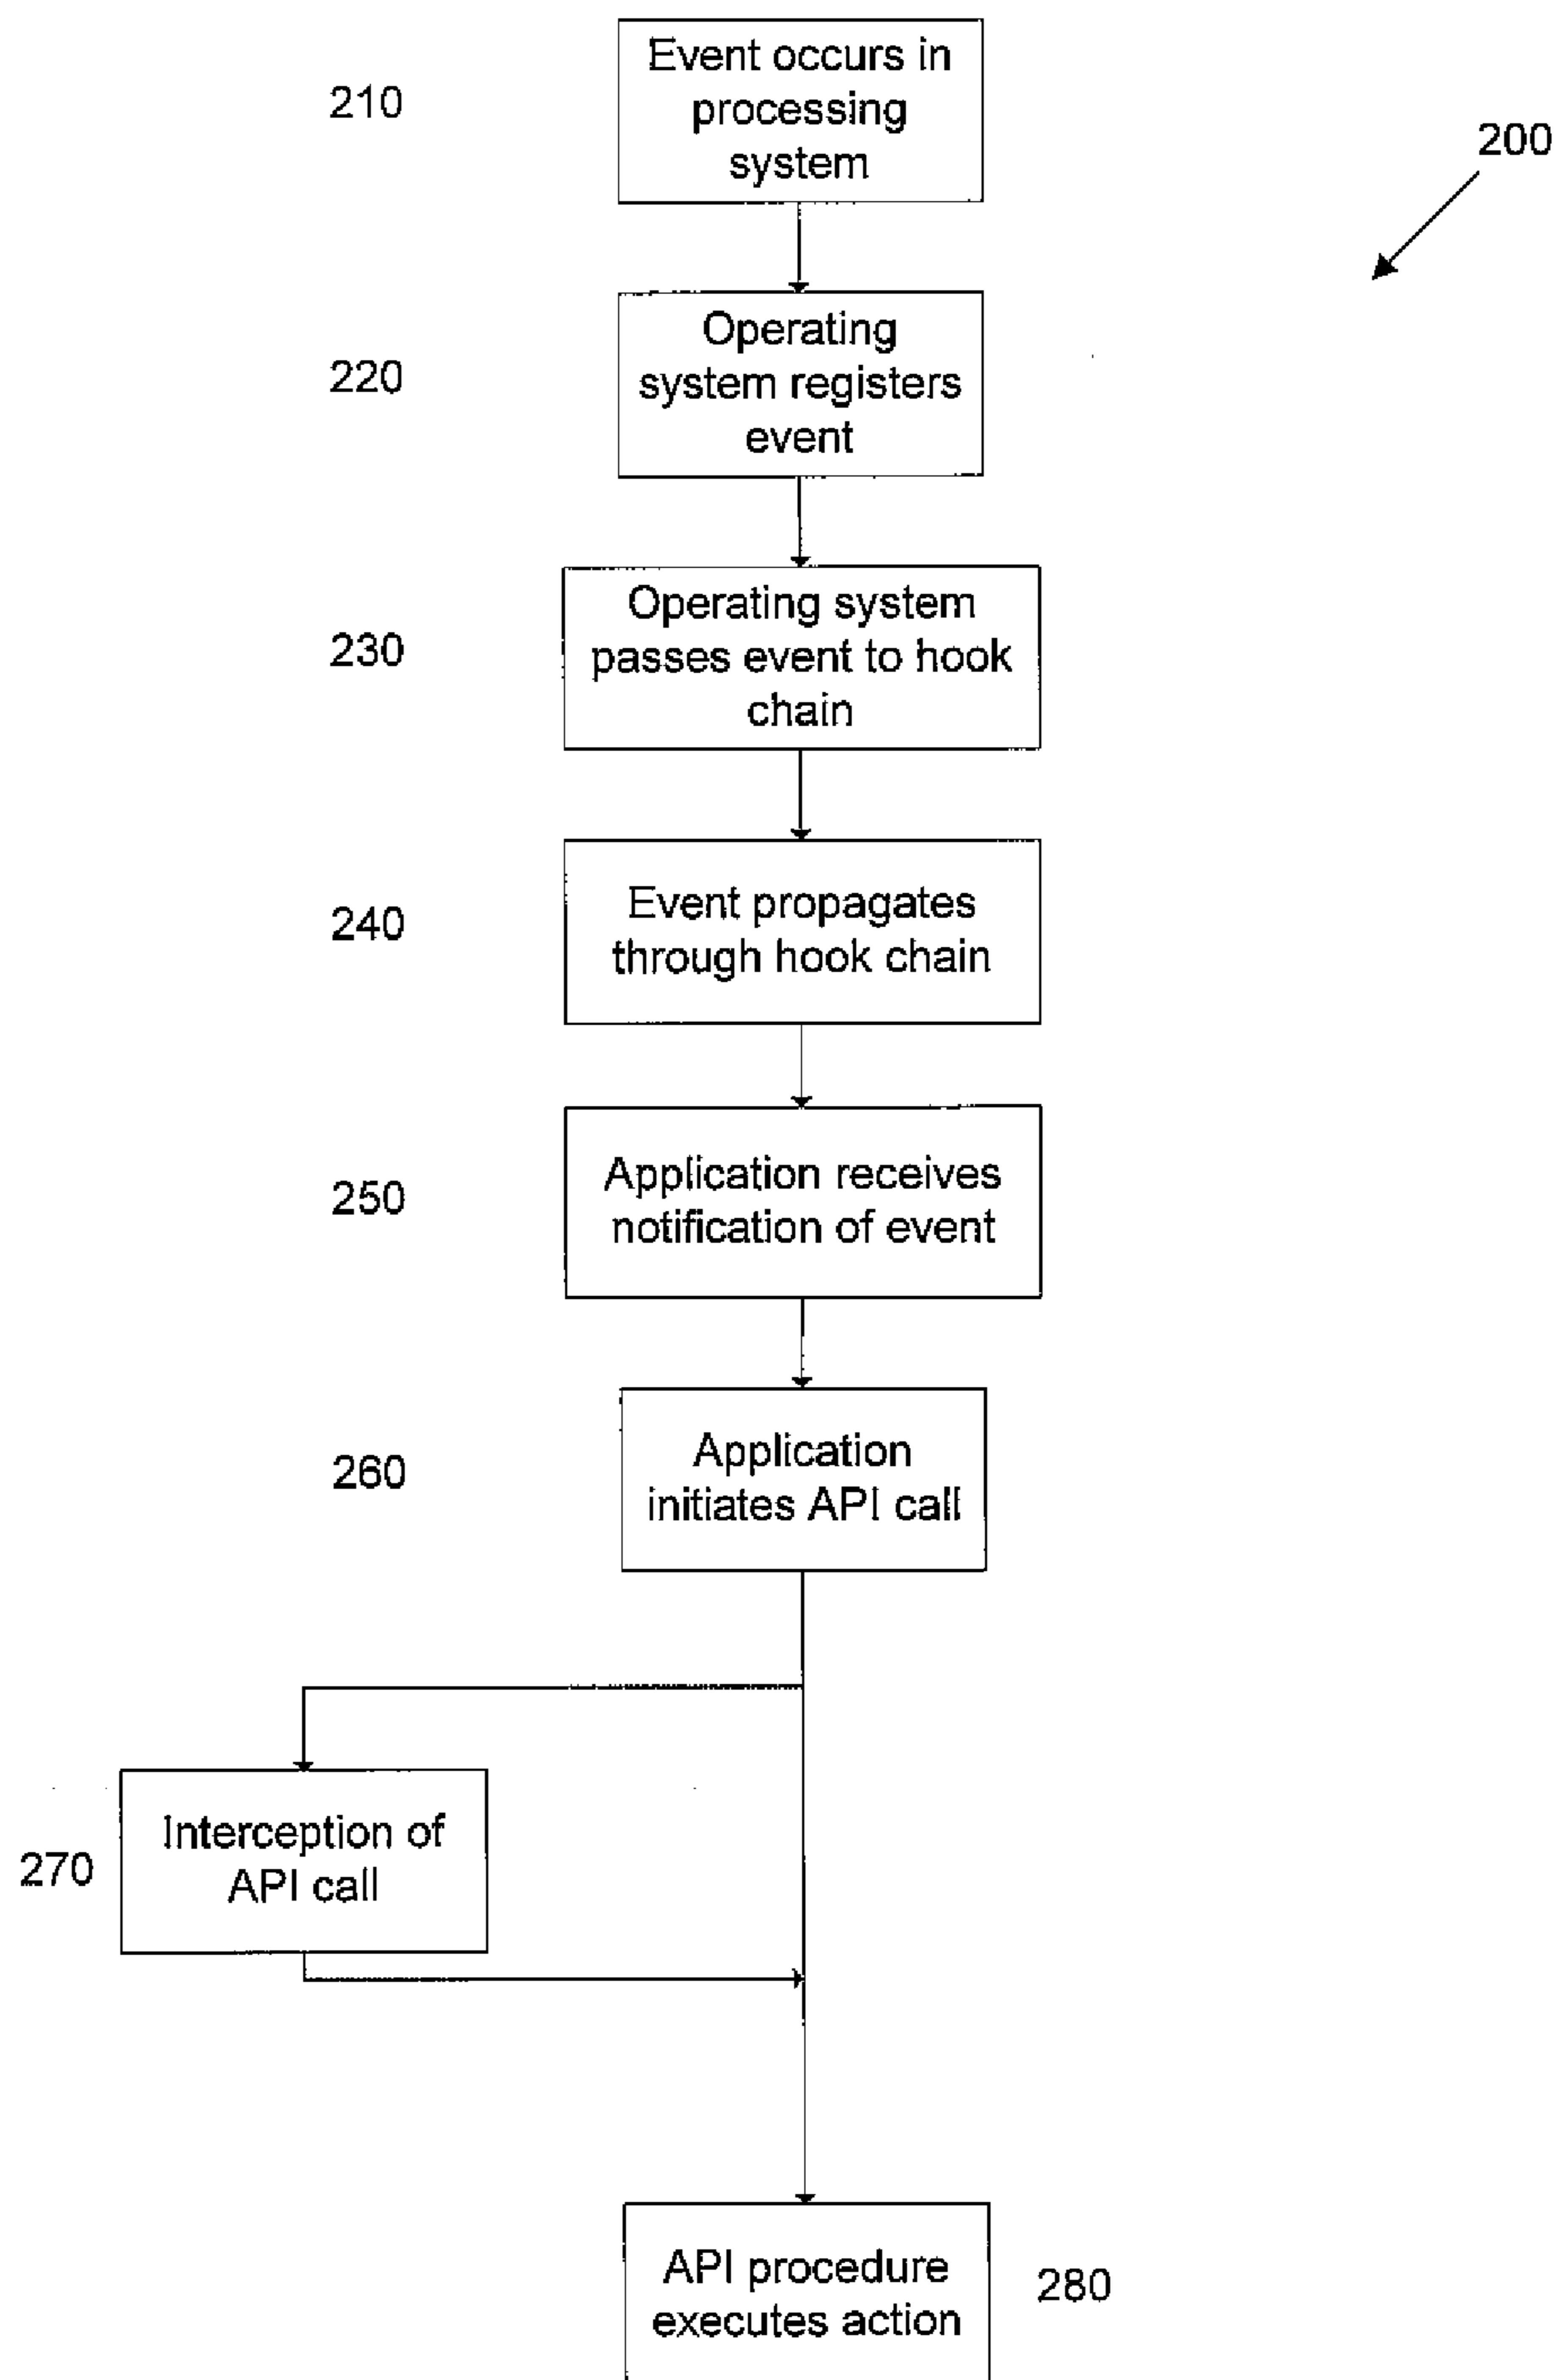 210
Event occurs in
processing
system
200
220
Operating
system registers
event
230
Operating system
passes event to hook
chain
240
Event propagates
through hook chain
250
Application receives
notification of event
260
Application
initiates API call
270
Interception of
API call
API procedure
executes action
280